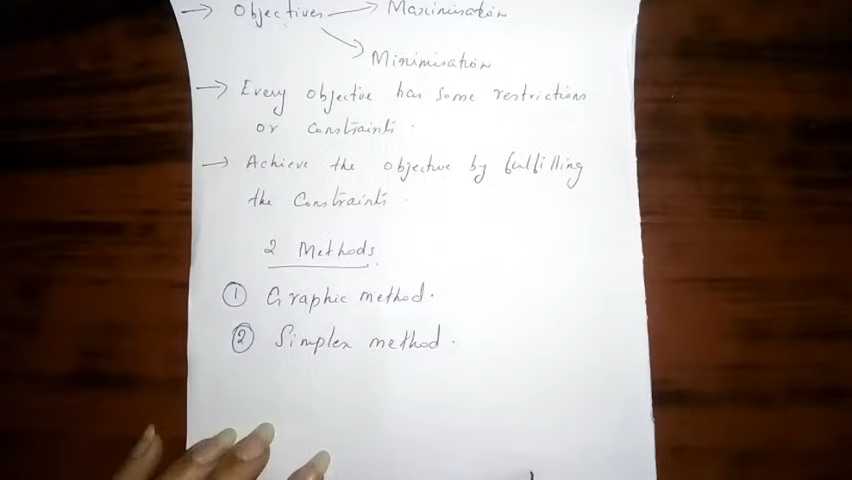 → Objectives → Maximisation
→ Minimisation
→ Every objective has some restrictions
or constraints.
→ Achieve the objective by fulfilling
the Constraints.
2 Methods.
① Graphic method.
② Simplex method.